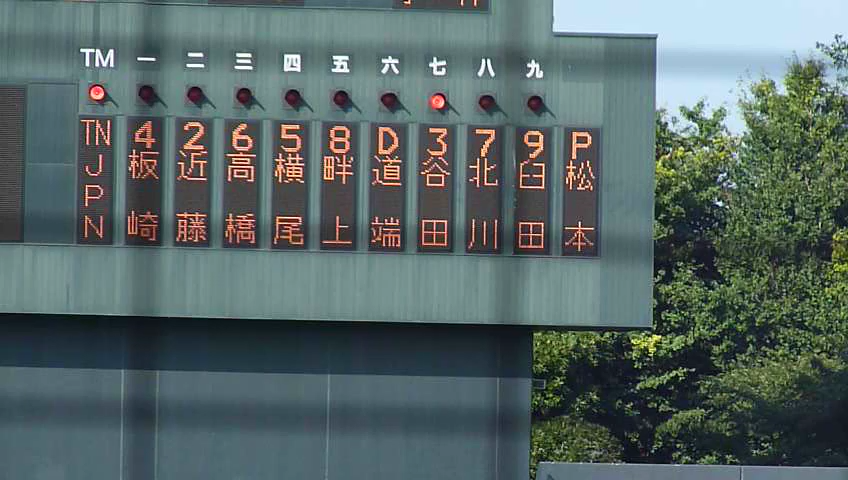 TM 一 二 三 四 五 六 七 八 九
TN 4 2 6 5 8 D 3 7 9 P
J 板 近 高 横 畔 道 谷 北 臼 松
P
N 崎 藤 橋 尾 上 端 田 川 田 本